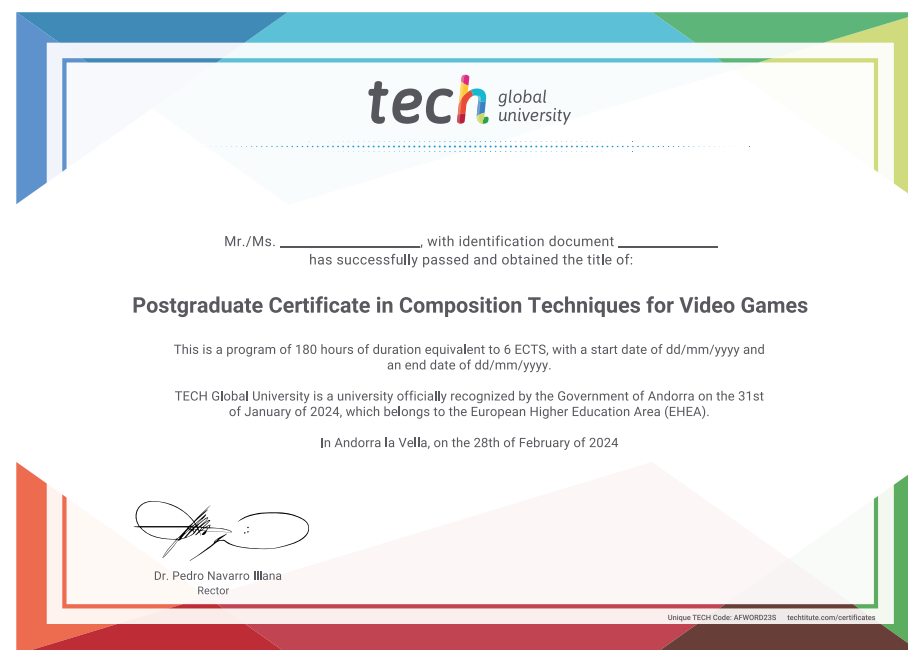 tech global university
Mr./Ms. ____________, with identification document ____________
has successfully passed and obtained the title of:
Postgraduate Certificate in Composition Techniques for Video Games
This is a program of 180 hours of duration equivalent to 6 ECTS, with a start date of dd/mm/yyyy and
an end date of dd/mm/yyyy.
TECH Global University is a university officially recognized by the Government of Andorra on the 31st
of January of 2024, which belongs to the European Higher Education Area (EHEA).
In Andorra la Vella, on the 28th of February of 2024
Dr. Pedro Navarro Illana
Rector
Unique TECH Code: AFWORD23S techtitute.com/certificates